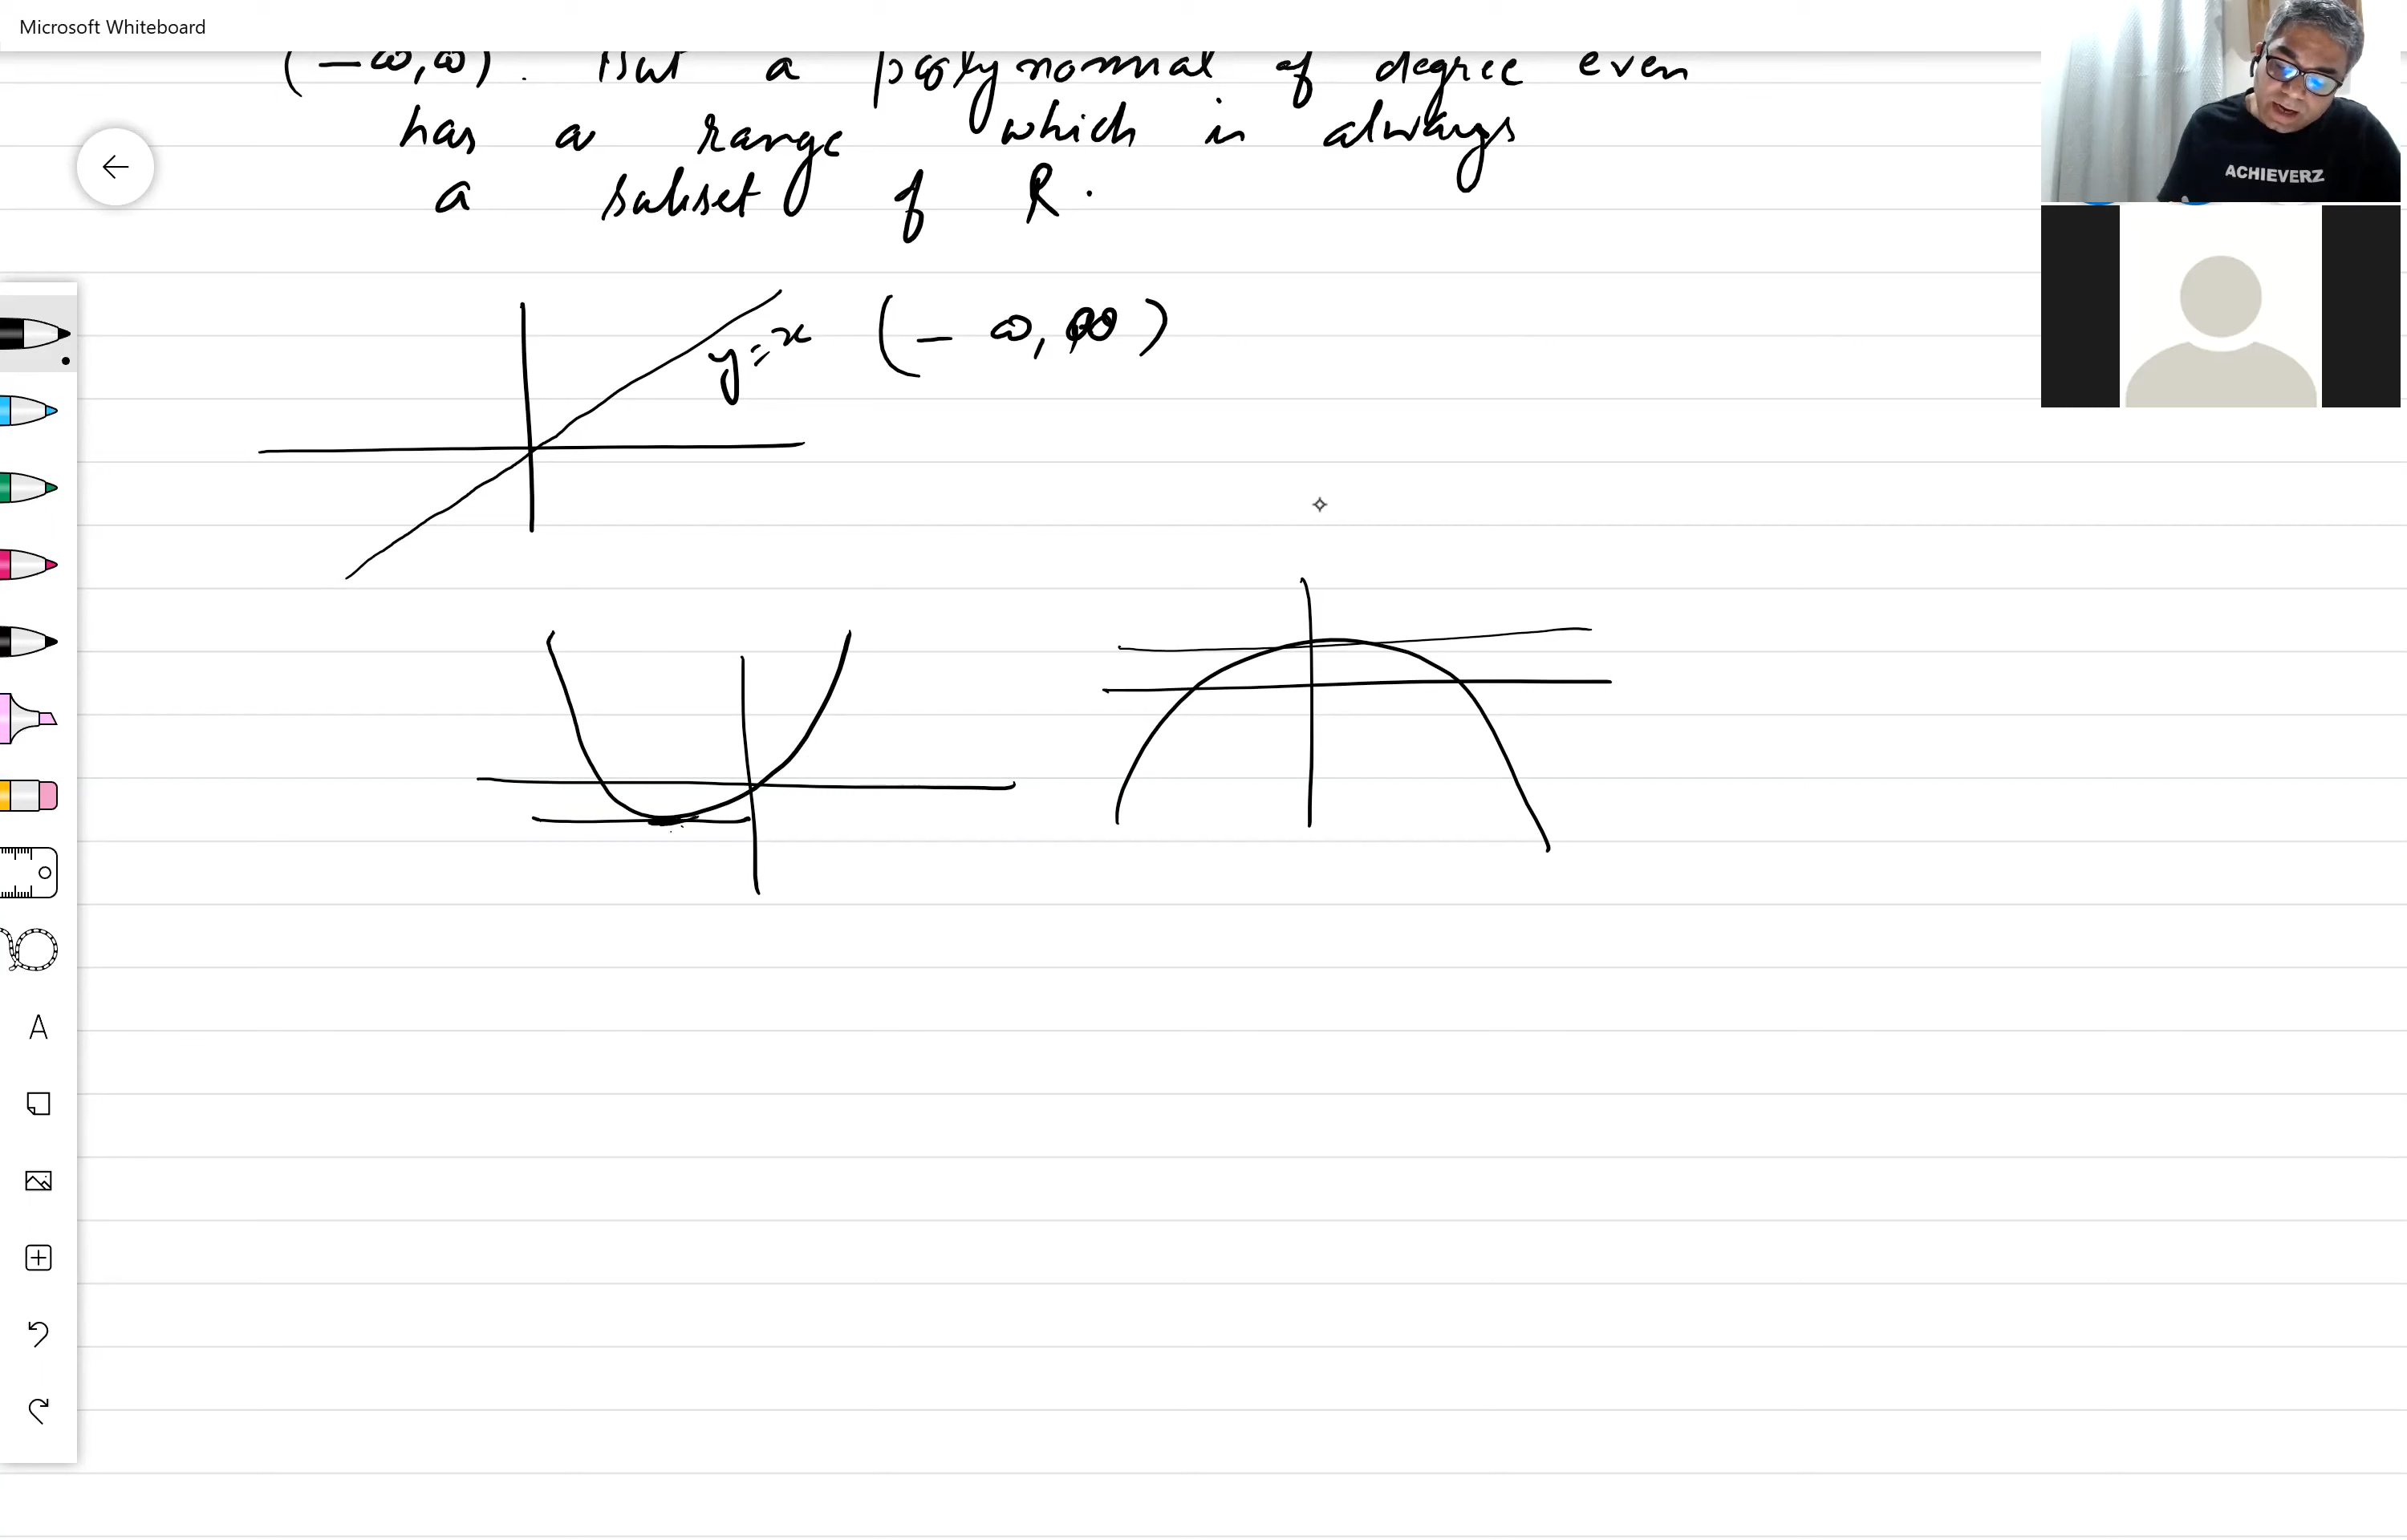 Microsoft Whiteboard
(-∞,∞). But a polynomial of degree even
has a range which is always
a subset of R.
y=x (-∞,∞)
ACHIEVERZ
A